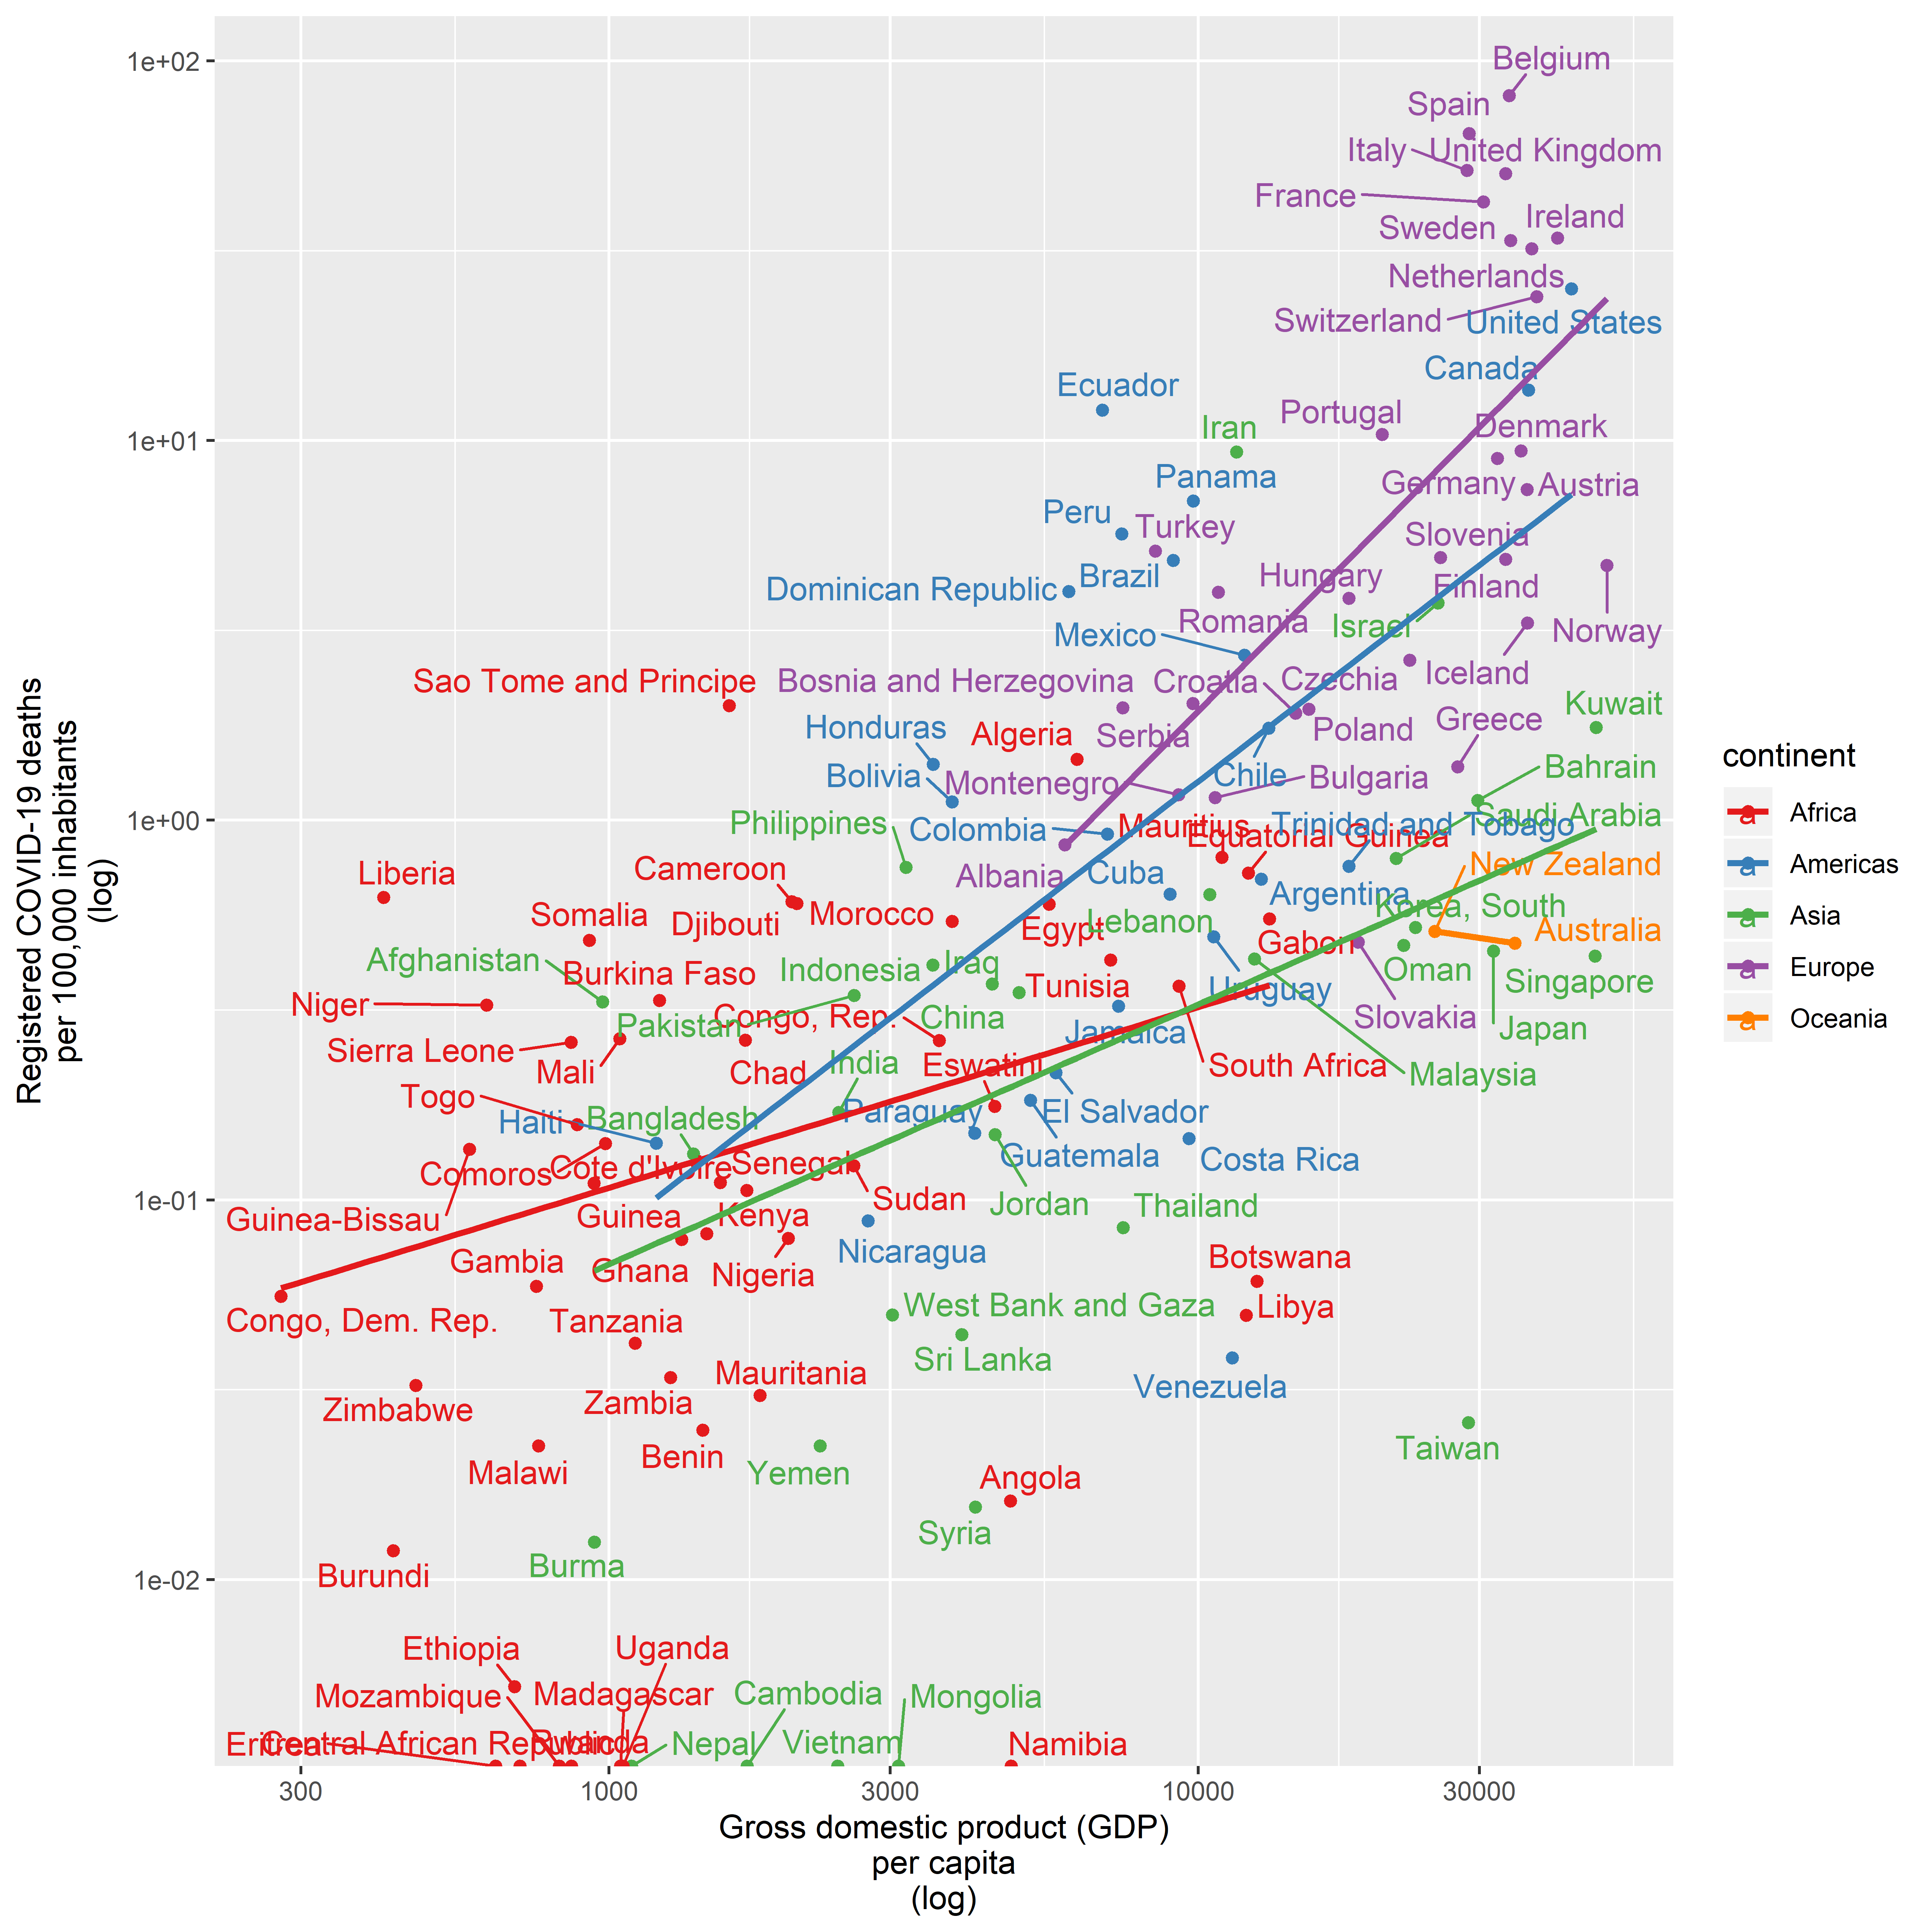 Belgium
1e+02
Spain
Italy
United Kingdom
France
Ireland
Sweden
Netherlands
Switzerland
United States
Canada
Ecuador
Portugal
Iran
Denmark
1e+01
Panama
Germany
Austria
Peru
Turkey
Slovenia
Brazil
Hungary
Dominican Republic
Finland
Romania
Israel
Mexico
Norway
Sao Tome and Principe
Bosnia and Herzegovina
Croatia
Czechia
Iceland
Kuwait
Honduras
Algeria
Serbia
Poland
Greece
Bolivia
Montenegro
Chile
Bulgaria
Bahrain
Philippines
Colombia
Mauritius
Trinidad and Tobago
Saudi Arabia
1e+00
Equatorial Guinea
Liberia
Cameroon
Albania
Cuba
New Zealand
Argentina
Somalia
Djibouti
Morocco
Egypt
Lebanon
Korea, South
Gabon
Australia
Afghanistan
Burkina Faso
Indonesia
Iraq
Tunisia
Oman
Singapore
Niger
Uruguay
Pakistan
Congo, Rep.
China
Jamaica
Slovakia
Japan
Sierra Leone
Mali
Chad
India
Eswatini
South Africa
Malaysia
Togo
Haiti
Bangladesh
Paraguay
El Salvador
Guatemala
Costa Rica
Comoros
Cote d'Ivoire
Senegal
Sudan
Jordan
Thailand
1e-01
Guinea-Bissau
Guinea
Kenya
Nicaragua
Gambia
Ghana
Nigeria
Botswana
Congo, Dem. Rep.
Tanzania
West Bank and Gaza
Libya
Sri Lanka
Zimbabwe
Zambia
Mauritania
Venezuela
Malawi
Benin
Yemen
Taiwan
Angola
Syria
Burundi
Burma
1e-02
Ethiopia
Uganda
Mozambique
Madagascar
Cambodia
Mongolia
Eritrea
Central African Republic
Rwanda
Nepal
Vietnam
Namibia
300
1000
3000
10000
30000
Gross domestic product (GDP)
per capita
(log)
Registered COVID-19 deaths
per 100,000 inhabitants
(log)
continent
a Africa
a Americas
a Asia
a Europe
a Oceania